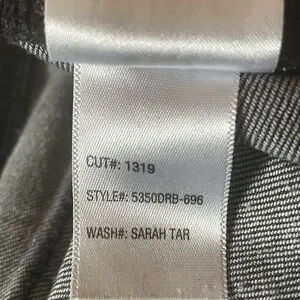 CUT#: 1319
STYLE#: 5350DRB-696
WASH#: SARAH TAR